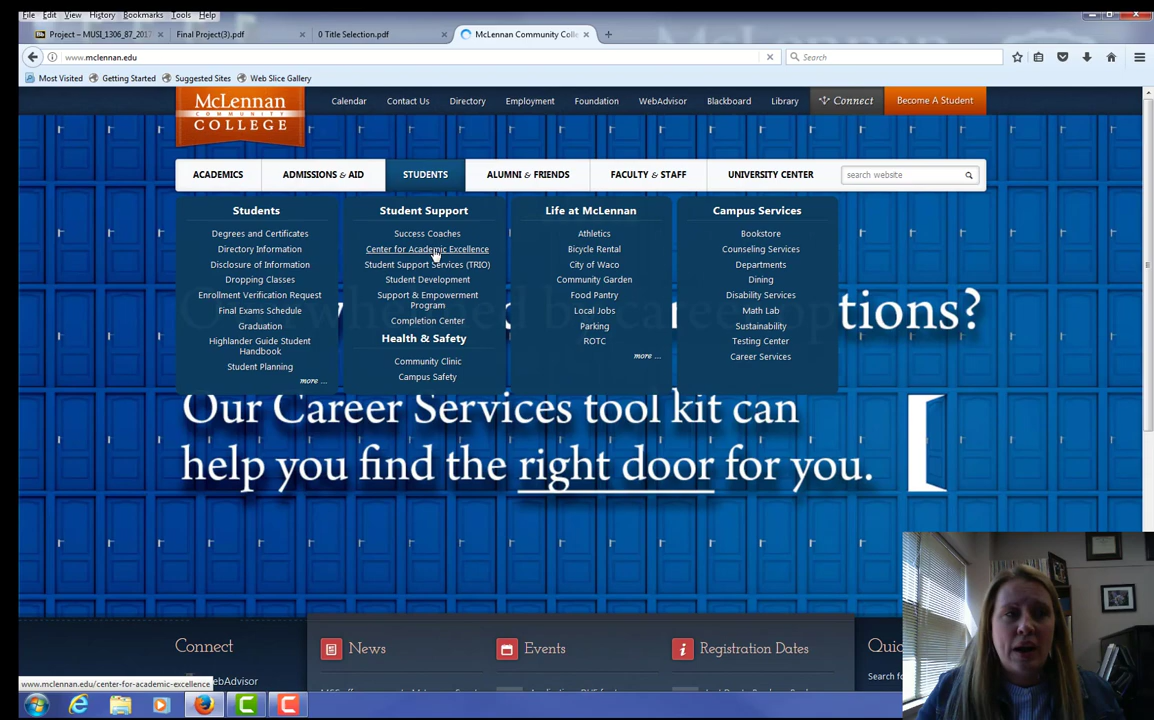 File Edit View History Bookmarks Tools Help
Project – MUSI_1306_87_2017
Final Project(3).pdf
0 Title Selection.pdf
McLennan Community Colle
www.mclennan.edu
Search
Most Visited Getting Started Suggested Sites Web Slice Gallery
McLennan
COMMUNITY
COLLEGE
Calendar Contact Us Directory Employment Foundation WebAdvisor Blackboard Library Connect Become A Student
ACADEMICS ADMISSIONS & AID STUDENTS ALUMNI & FRIENDS FACULTY & STAFF UNIVERSITY CENTER search website
Students
Degrees and Certificates
Directory Information
Disclosure of Information
Dropping Classes
Enrollment Verification Request
Final Exams Schedule
Graduation
Highlander Guide Student
Handbook
Student Planning
more ...
Student Support
Success Coaches
Center for Academic Excellence
Student Support Services (TRIO)
Student Development
Support & Empowerment
Program
Completion Center
Health & Safety
Community Clinic
Campus Safety
Life at McLennan
Athletics
Bicycle Rental
City of Waco
Community Garden
Food Pantry
Local Jobs
Parking
ROTC
more ...
Campus Services
Bookstore
Counseling Services
Departments
Dining
Disability Services
Math Lab
Sustainability
Testing Center
Career Services
options?
Our Career Services tool kit can
help you find the right door for you.
Connect
News
Events
Registration Dates
WebAdvisor
Search fo
www.mclennan.edu/center-for-academic-excellence